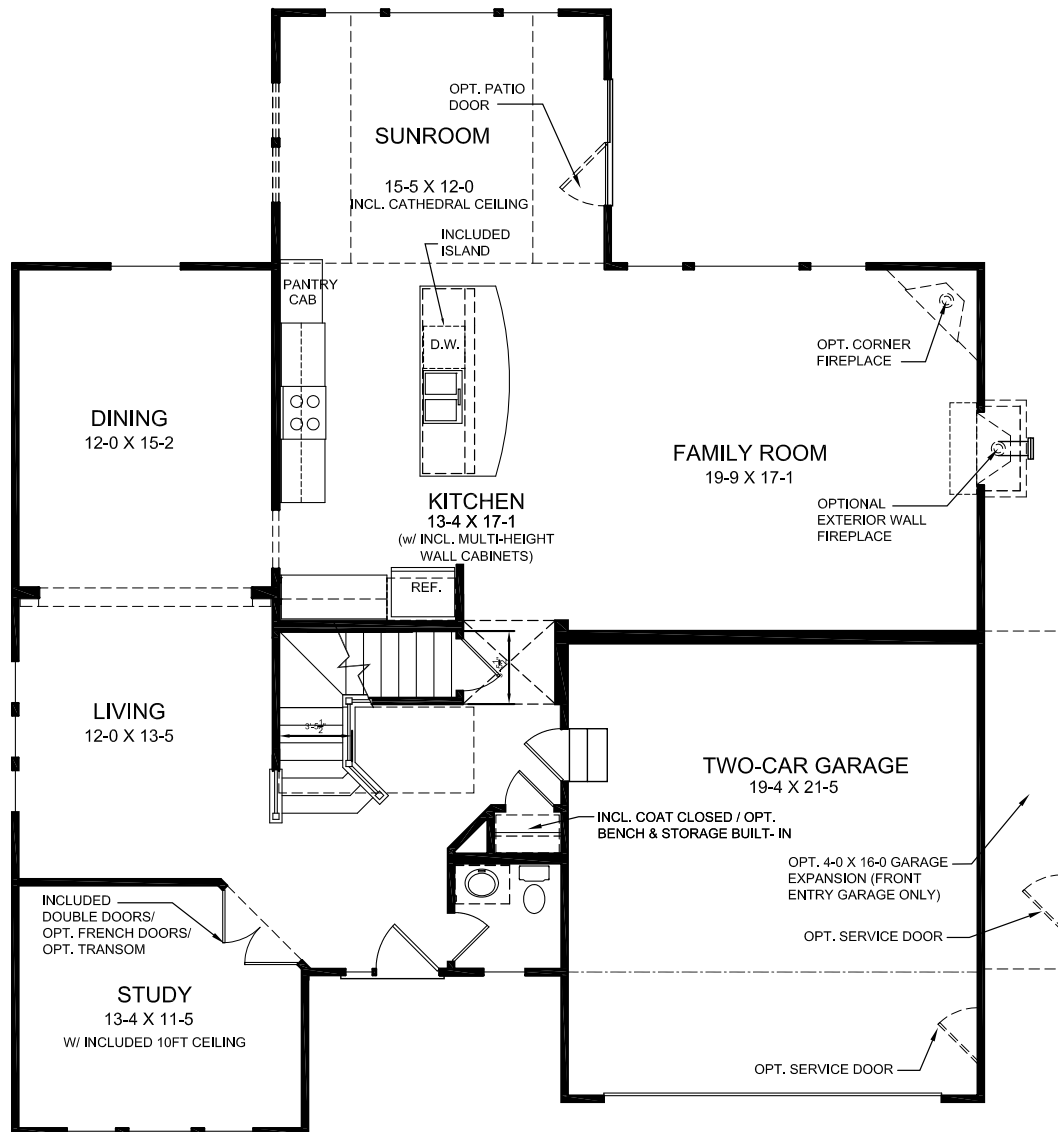 OPT. PATIO
DOOR
SUNROOM
15-5 X 12-0
INCL. CATHEDRAL CEILING
INCLUDED
ISLAND
PANTRY
CAB
D.W.
OPT. CORNER
FIREPLACE
DINING
12-0 X 15-2
FAMILY ROOM
19-9 X 17-1
KITCHEN
13-4 X 17-1
(w/ INCL. MULTI-HEIGHT
WALL CABINETS)
OPTIONAL
EXTERIOR WALL
FIREPLACE
REF.
LIVING
12-0 X 13-5
3'-5½"
TWO-CAR GARAGE
19-4 X 21-5
INCL. COAT CLOSED / OPT.
BENCH & STORAGE BUILT- IN
OPT. 4-0 X 16-0 GARAGE
EXPANSION (FRONT
ENTRY GARAGE ONLY)
INCLUDED
DOUBLE DOORS/
OPT. FRENCH DOORS/
OPT. TRANSOM
OPT. SERVICE DOOR
STUDY
13-4 X 11-5
W/ INCLUDED 10FT CEILING
OPT. SERVICE DOOR